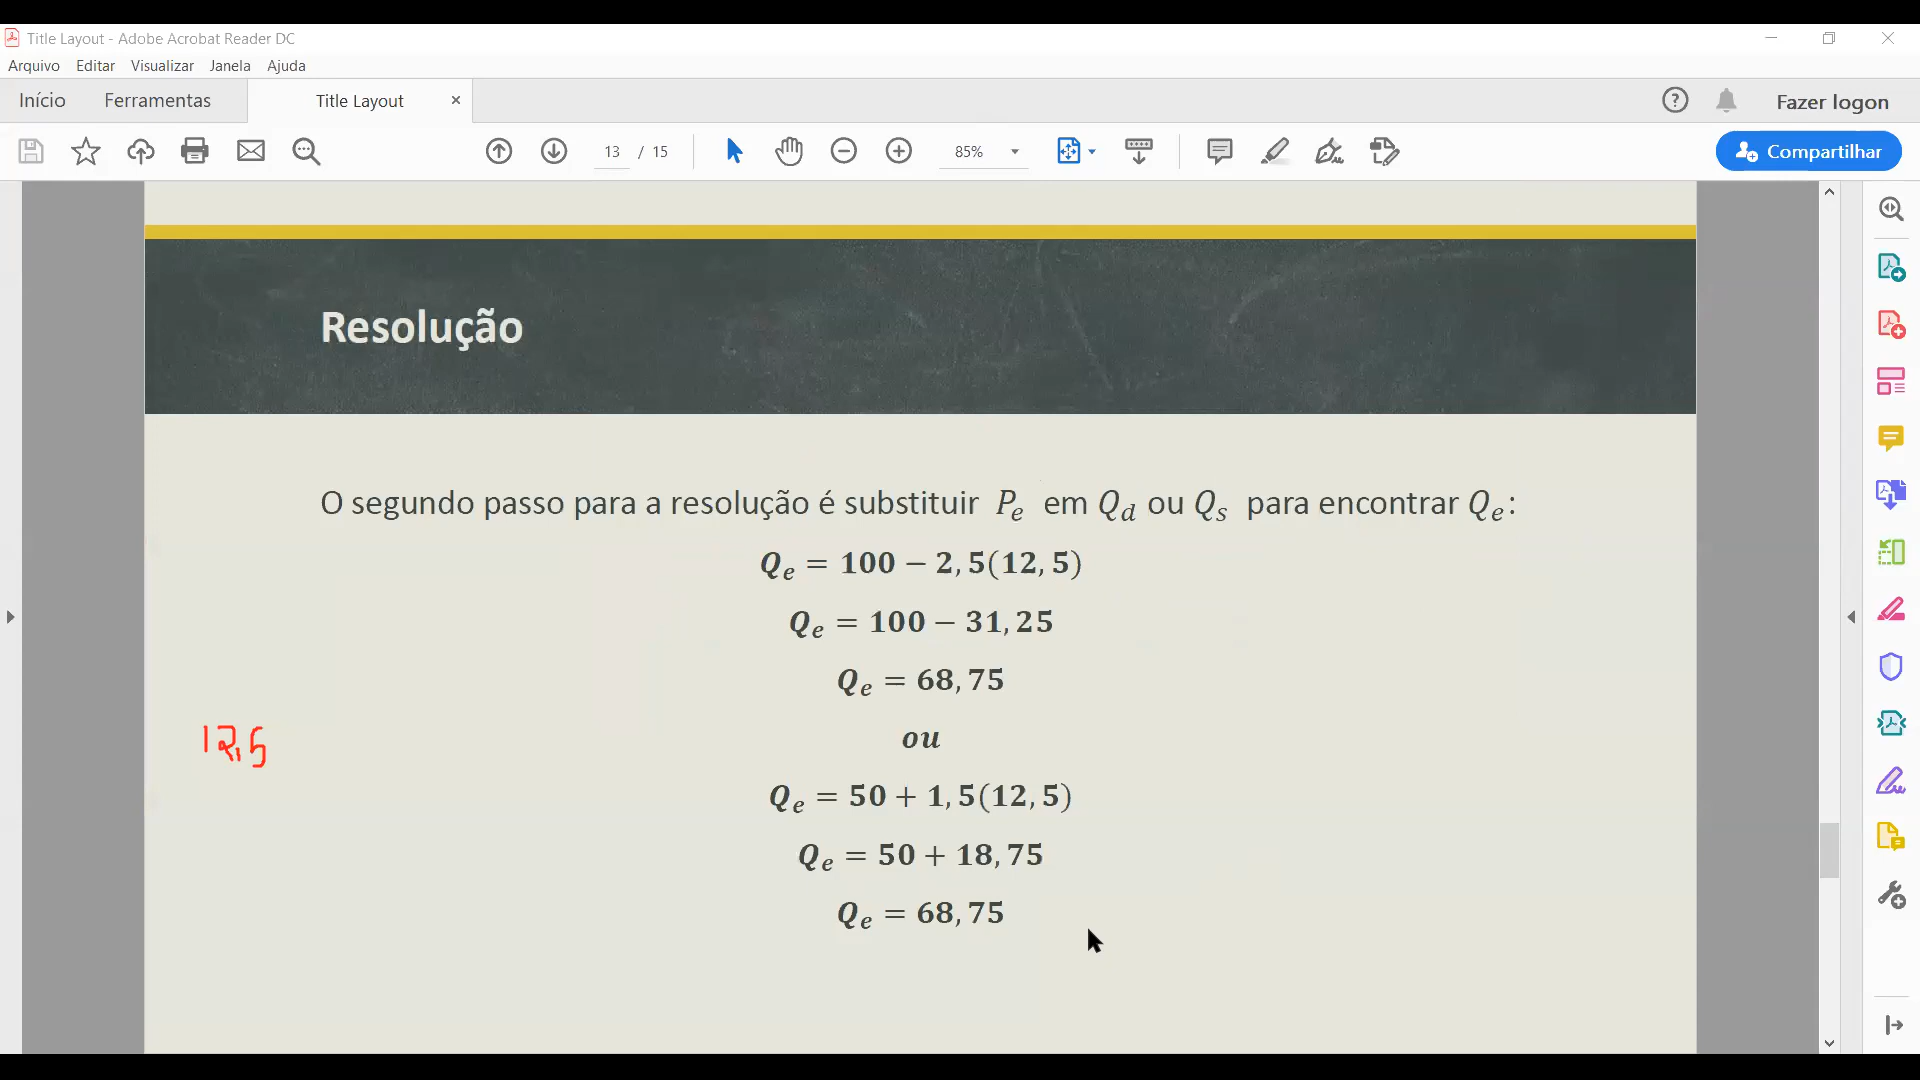 Title Layout - Adobe Acrobat Reader DC
Arquivo Editar Visualizar Janela Ajuda
Início Ferramentas Title Layout × Fazer logon
13 / 15 85% Compartilhar
Resolução
O segundo passo para a resolução é substituir Pₑ em Q_d ou Qₛ para encontrar Qₑ:
Qₑ = 100 − 2,5(12,5)
Qₑ = 100 − 31,25
Qₑ = 68,75
12,5
ou
Qₑ = 50 + 1,5(12,5)
Qₑ = 50 + 18,75
Qₑ = 68,75